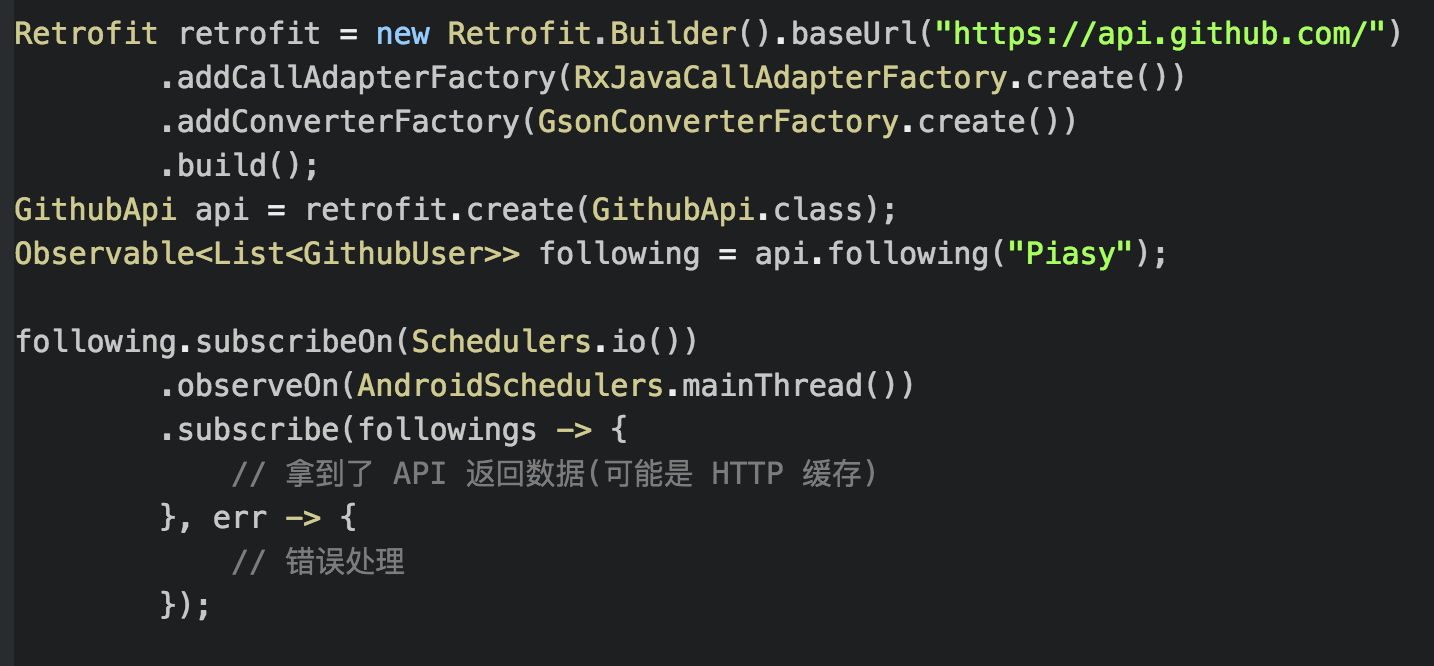 Retrofit retrofit = new Retrofit.Builder().baseUrl("https://api.github.com/")
        .addCallAdapterFactory(RxJavaCallAdapterFactory.create())
        .addConverterFactory(GsonConverterFactory.create())
        .build();
GithubApi api = retrofit.create(GithubApi.class);
Observable<List<GithubUser>> following = api.following("Piasy");

following.subscribeOn(Schedulers.io())
        .observeOn(AndroidSchedulers.mainThread())
        .subscribe(followings -> {
            // 拿到了 API 返回数据(可能是 HTTP 缓存)
        }, err -> {
            // 错误处理
        });